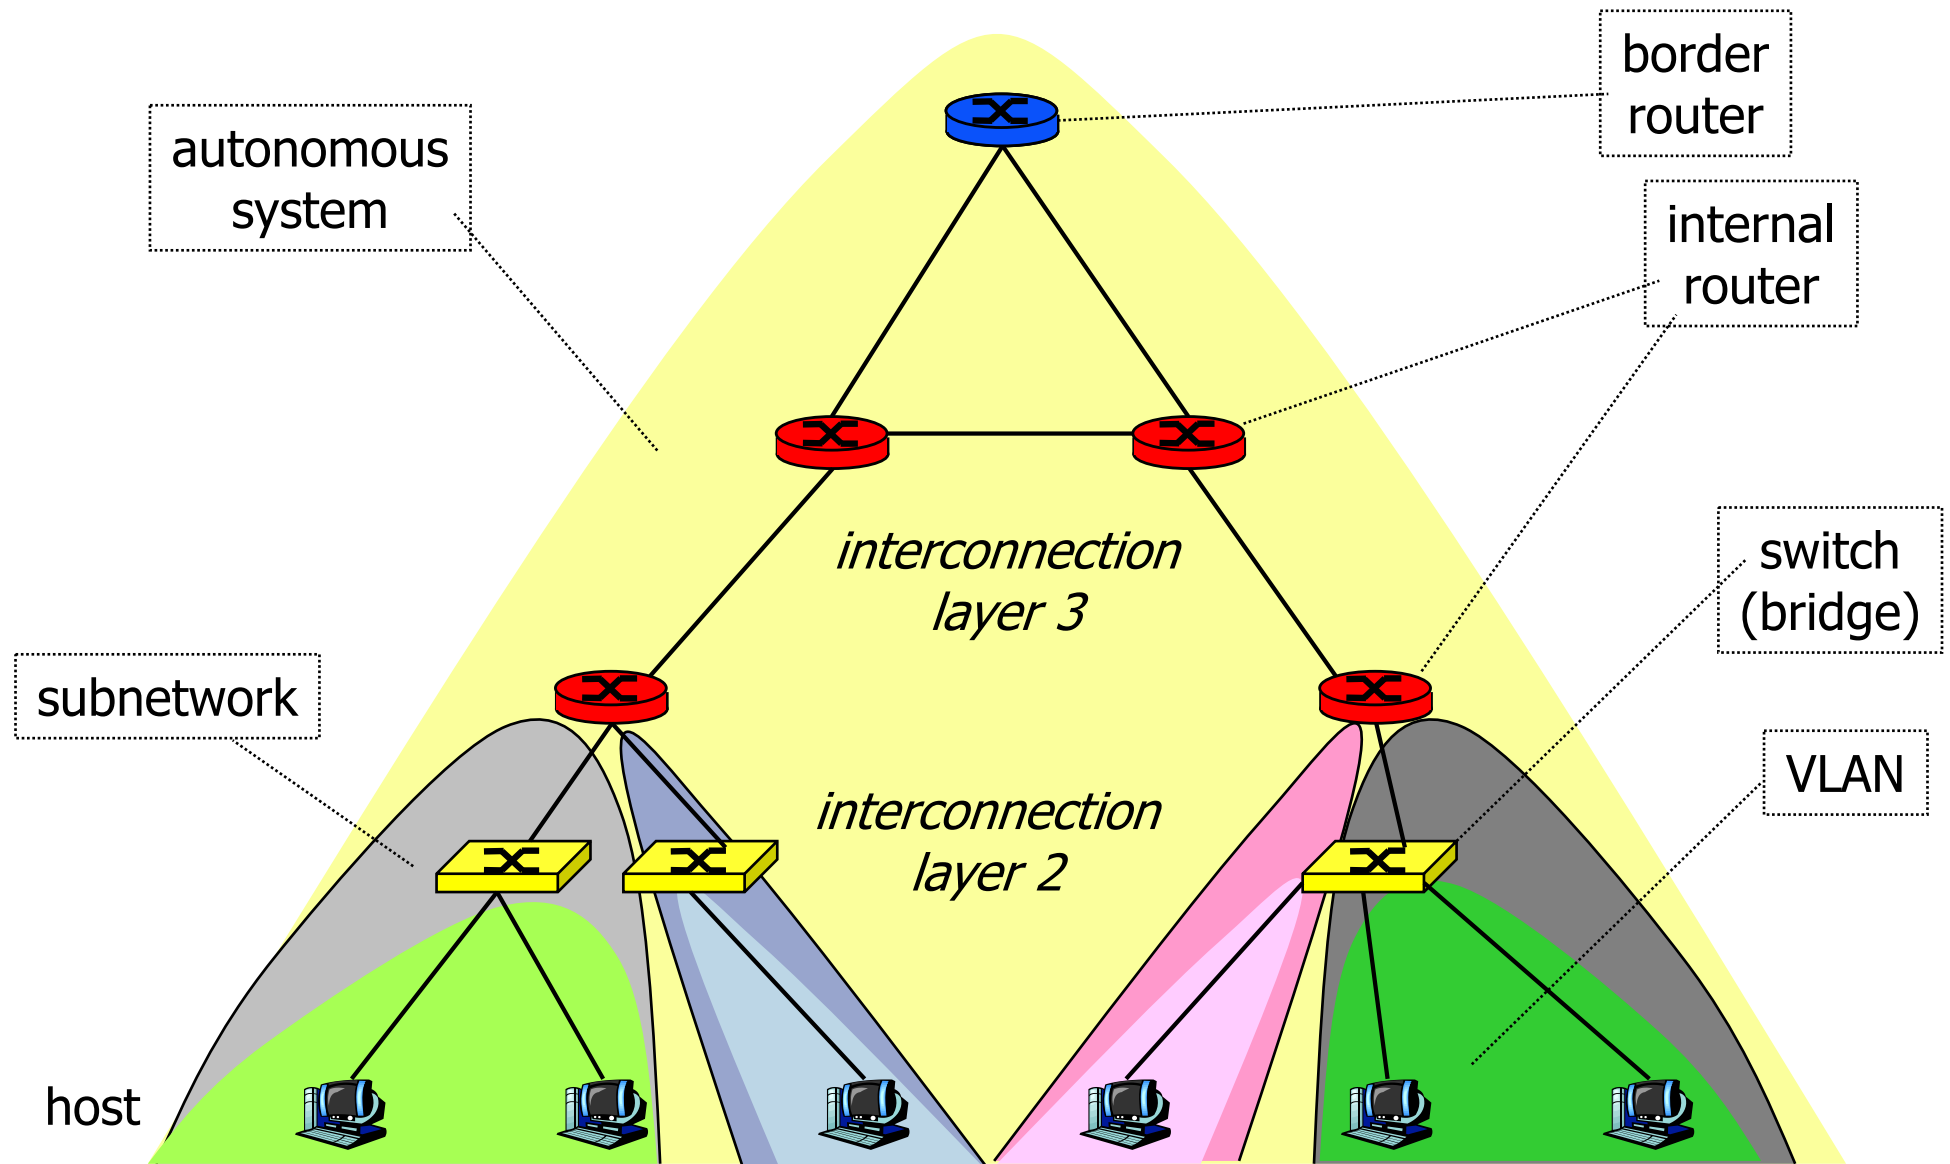 border
router
autonomous
system
internal
router
interconnection
layer 3
switch
(bridge)
subnetwork
VLAN
interconnection
layer 2
host